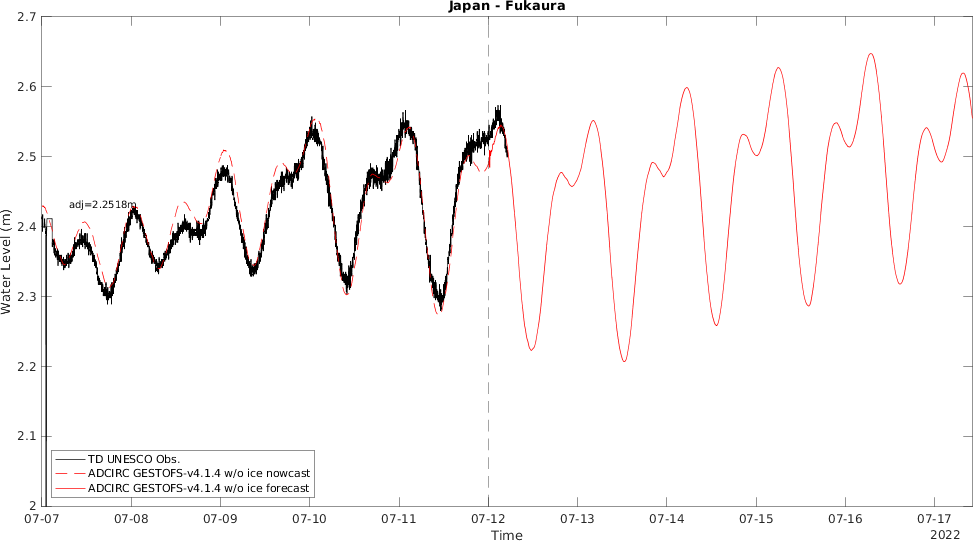 Japan - Fukaura
2.7
2.6
2.5
2.4
2.3
2.2
2.1
2
Water Level (m)
adj=2.2518m
TD UNESCO Obs.
ADCIRC GESTOFS-v4.1.4 w/o ice nowcast
ADCIRC GESTOFS-v4.1.4 w/o ice forecast
07-07 07-08 07-09 07-10 07-11 07-12 07-13 07-14 07-15 07-16 07-17
Time
2022